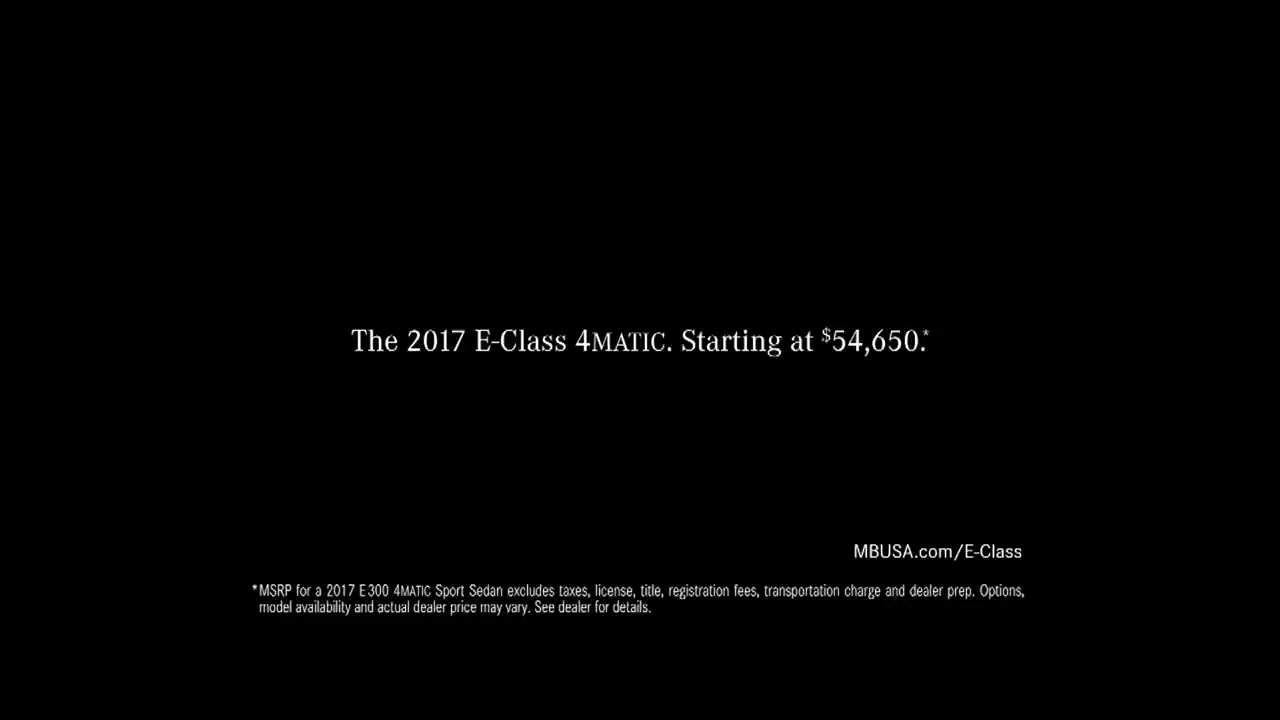 The 2017 E-Class 4MATIC. Starting at $54,650.*
MBUSA.com/E-Class
*MSRP for a 2017 E300 4MATIC Sport Sedan excludes taxes, license, title, registration fees, transportation charge and dealer prep. Options,
model availability and actual dealer price may vary. See dealer for details.